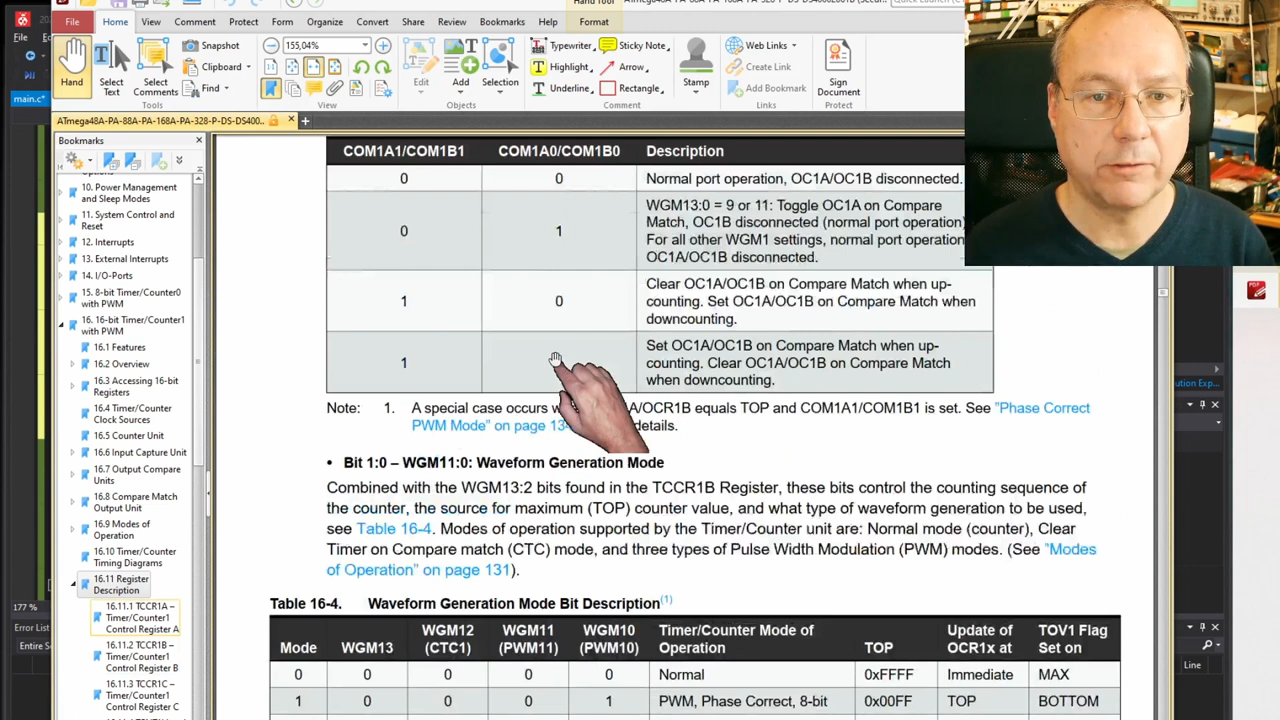 File
Home
View
Comment
Protect
Form
Organize
Convert
Share
Review
Bookmarks
Help
Format
Hand
Select
Text
Select
Comments
Snapshot
Clipboard
Find
Tools
155,04%
View
Edit
Add
Selection
Objects
Typewriter
Highlight
Underline
Sticky Note
Arrow
Rectangle
Comment
Stamp
Web Links
Create Link
Add Bookmark
Links
Sign
Document
Protect
main.c*
ATmega48A-PA-88A-PA-168A-PA-328-P-DS-DS400...
Bookmarks
10. Power Management
and Sleep Modes
11. System Control and
Reset
12. Interrupts
13. External Interrupts
14. I/O-Ports
15. 8-bit Timer/Counter0
with PWM
16. 16-bit Timer/Counter1
with PWM
16.1 Features
16.2 Overview
16.3 Accessing 16-bit
Registers
16.4 Timer/Counter
Clock Sources
16.5 Counter Unit
16.6 Input Capture Unit
16.7 Output Compare
Units
16.8 Compare Match
Output Unit
16.9 Modes of
Operation
16.10 Timer/Counter
Timing Diagrams
16.11 Register
Description
16.11.1 TCCR1A –
Timer/Counter1
Control Register A
16.11.2 TCCR1B –
Timer/Counter1
Control Register B
16.11.3 TCCR1C –
Timer/Counter1
Control Register C
177 %
Error List
Entire So
COM1A1/COM1B1 COM1A0/COM1B0 Description
0 0 Normal port operation, OC1A/OC1B disconnected.
0 1 WGM13:0 = 9 or 11: Toggle OC1A on Compare
Match, OC1B disconnected (normal port operation)
For all other WGM1 settings, normal port operation
OC1A/OC1B disconnected.
1 0 Clear OC1A/OC1B on Compare Match when up-
counting. Set OC1A/OC1B on Compare Match when
downcounting.
1 Set OC1A/OC1B on Compare Match when up-
counting. Clear OC1A/OC1B on Compare Match
when downcounting.
Note: 1. A special case occurs A/OCR1B equals TOP and COM1A1/COM1B1 is set. See "Phase Correct
PWM Mode" on page details.
• Bit 1:0 – WGM11:0: Waveform Generation Mode
Combined with the WGM13:2 bits found in the TCCR1B Register, these bits control the counting sequence of
the counter, the source for maximum (TOP) counter value, and what type of waveform generation to be used,
see Table 16-4. Modes of operation supported by the Timer/Counter unit are: Normal mode (counter), Clear
Timer on Compare match (CTC) mode, and three types of Pulse Width Modulation (PWM) modes. (See "Modes
of Operation" on page 131).
Table 16-4. Waveform Generation Mode Bit Description(1)
Mode WGM13 WGM12 (CTC1) WGM11 (PWM11) WGM10 (PWM10) Timer/Counter Mode of Operation TOP Update of OCR1x at TOV1 Flag Set on
0 0 0 0 0 Normal 0xFFFF Immediate MAX
1 0 0 0 1 PWM, Phase Correct, 8-bit 0x00FF TOP BOTTOM
PDF
ution Exp...
Line